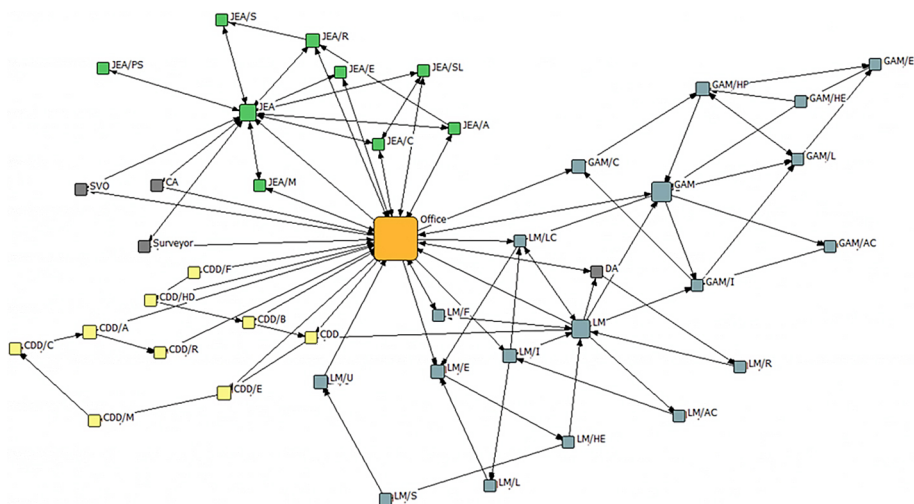 JEA/S
JEA/R
JEA/PS
JEA/E
JEA/SL
GAM/E
GAM/HP
GAM/HE
JEA
JEA/A
JEA/C
GAM/C
GAM/L
SVO
CA
JEA/M
GAM
Office
Surveyor
LM/LC
GAM/AC
CDD/F
DA
GAM/I
CDD/HD
LM/F
CDD/B
LM
CDD/A
CDD
CDD/C
CDD/R
LM/I
LM/E
LM/R
LM/U
CDD/E
LM/AC
CDD/M
LM/HE
LM/L
LM/S